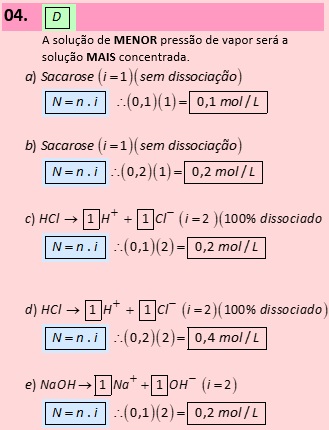 04. D
A solução de MENOR pressão de vapor será a
solução MAIS concentrada.
a) Sacarose (i=1)(sem dissociação)
N=n.i ∴(0,1)(1)= 0,1 mol/L
b) Sacarose (i=1)(sem dissociação)
N=n.i ∴(0,2)(1)= 0,2 mol/L
c) HCl → 1 H⁺ + 1 Cl⁻ (i=2)(100% dissociado
N=n.i ∴(0,1)(2)= 0,2 mol/L
d) HCl → 1 H⁺ + 1 Cl⁻ (i=2)(100% dissociado)
N=n.i ∴(0,2)(2)= 0,4 mol/L
e) NaOH → 1 Na⁺ + 1 OH⁻ (i=2)
N=n.i ∴(0,1)(2)= 0,2 mol/L